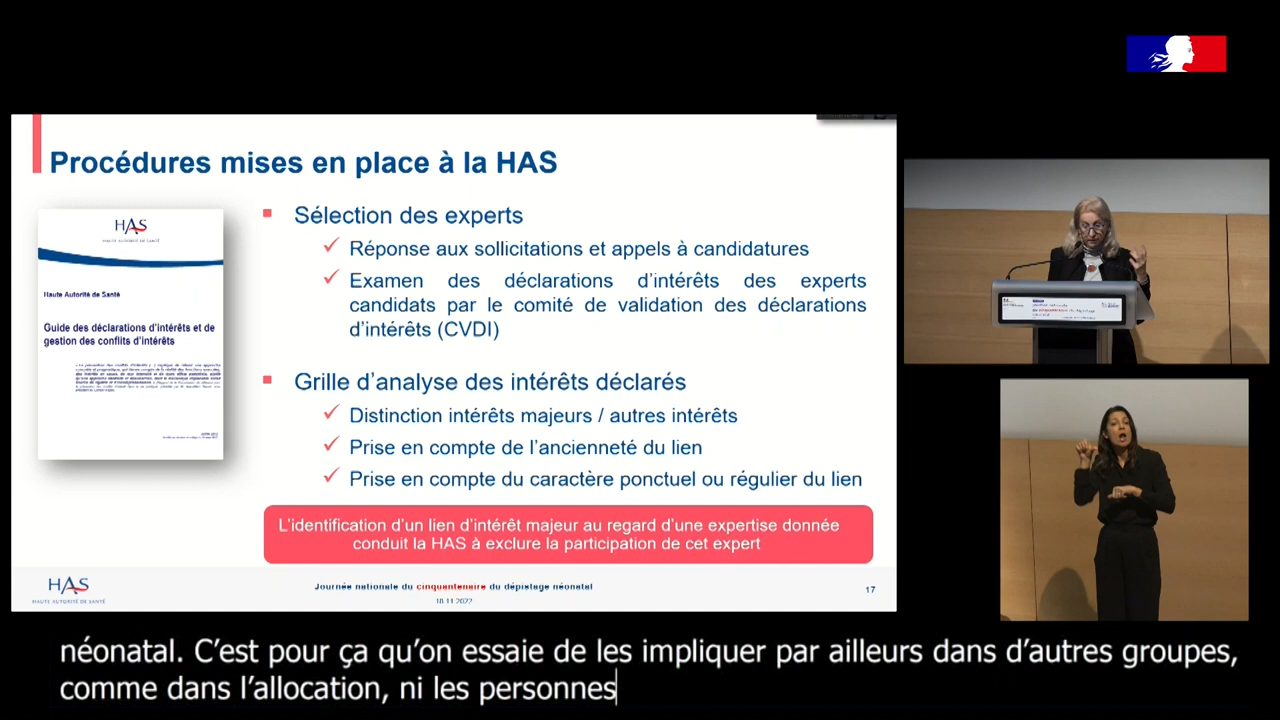 Procédures mises en place à la HAS
HAS
HAUTE AUTORITÉ DE SANTÉ
Haute Autorité de Santé
Guide des déclarations d'intérêts et de
gestion des conflits d'intérêts
Sélection des experts
Réponse aux sollicitations et appels à candidatures
Examen des déclarations d'intérêts des experts
candidats par le comité de validation des déclarations
d'intérêts (CVDI)
Grille d'analyse des intérêts déclarés
Distinction intérêts majeurs / autres intérêts
Prise en compte de l'ancienneté du lien
Prise en compte du caractère ponctuel ou régulier du lien
L'identification d'un lien d'intérêt majeur au regard d'une expertise donnée
conduit la HAS à exclure la participation de cet expert
HAS
HAUTE AUTORITÉ DE SANTÉ
Journée nationale du cinquantenaire du dépistage néonatal
18.11.2022
17
néonatal. C'est pour ça qu'on essaie de les impliquer par ailleurs dans d'autres groupes,
comme dans l'allocation, ni les personnes